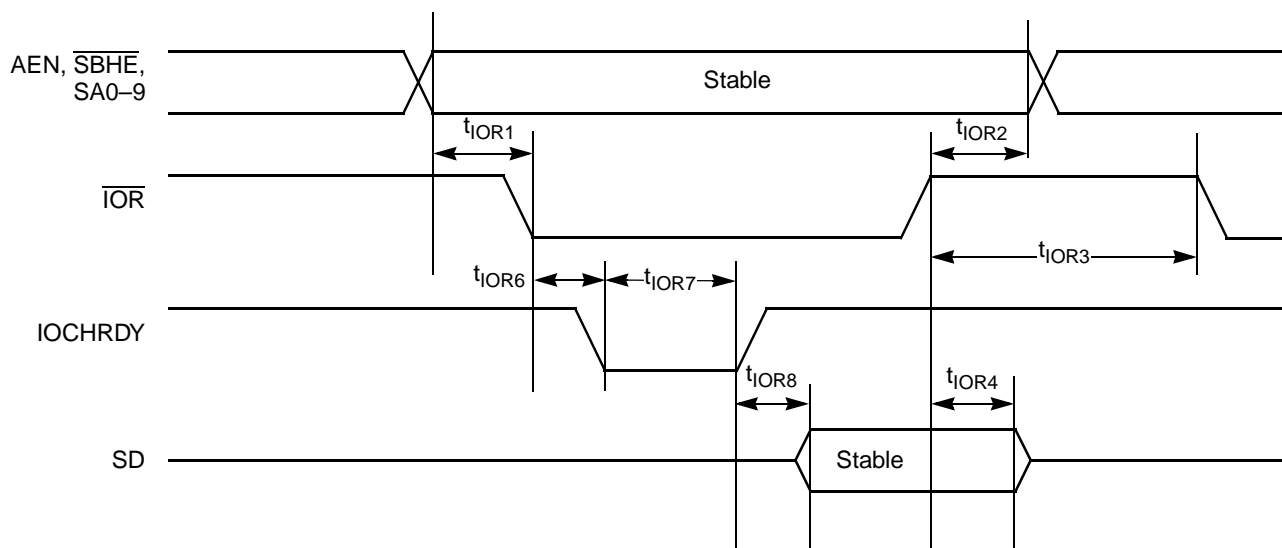 AEN, SBHE,
SA0–9
Stable
tIOR1
tIOR2
IOR
tIOR3
tIOR6
tIOR7
IOCHRDY
tIOR8
tIOR4
SD
Stable